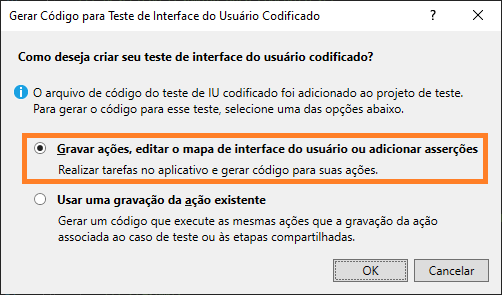 Gerar Código para Teste de Interface do Usuário Codificado
Como deseja criar seu teste de interface do usuário codificado?
O arquivo de código do teste de IU codificado foi adicionado ao projeto de teste.
Para gerar o código para esse teste, selecione uma das opções abaixo.
Gravar ações, editar o mapa de interface do usuário ou adicionar asserções
Realizar tarefas no aplicativo e gerar código para suas ações.
Usar uma gravação da ação existente
Gerar um código que execute as mesmas ações que a gravação da ação
associada ao caso de teste ou às etapas compartilhadas.
OK
Cancelar